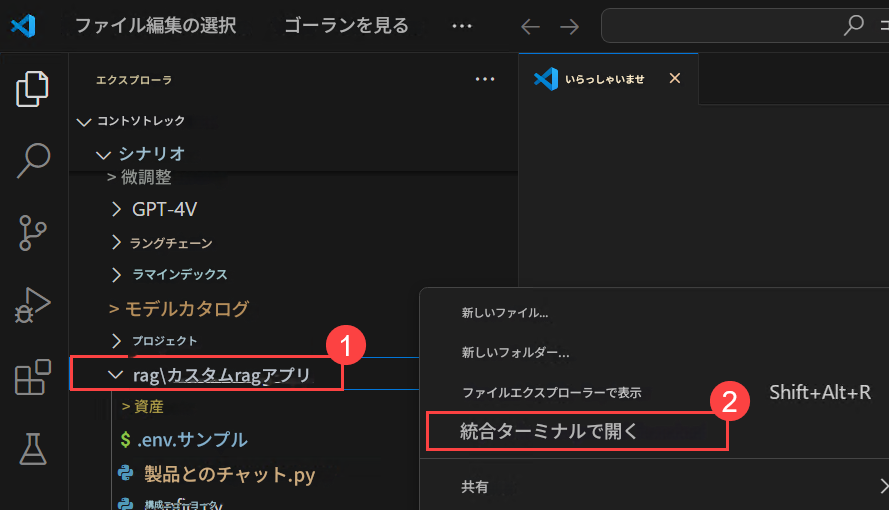 ファイル編集の選択 ゴーランを見る ...
エクスプローラ ...
いらっしゃいませ
コントソトレック
シナリオ
> 微調整
GPT-4V
ラングチェーン
ラマインデックス
> モデルカタログ
プロジェクト
1
rag\カスタムragアプリ
> 資産
$ .env.サンプル
製品とのチャット.py
新しいファイル...
新しいフォルダー...
ファイルエクスプローラーで表示 Shift+Alt+R
2
統合ターミナルで開く
共有